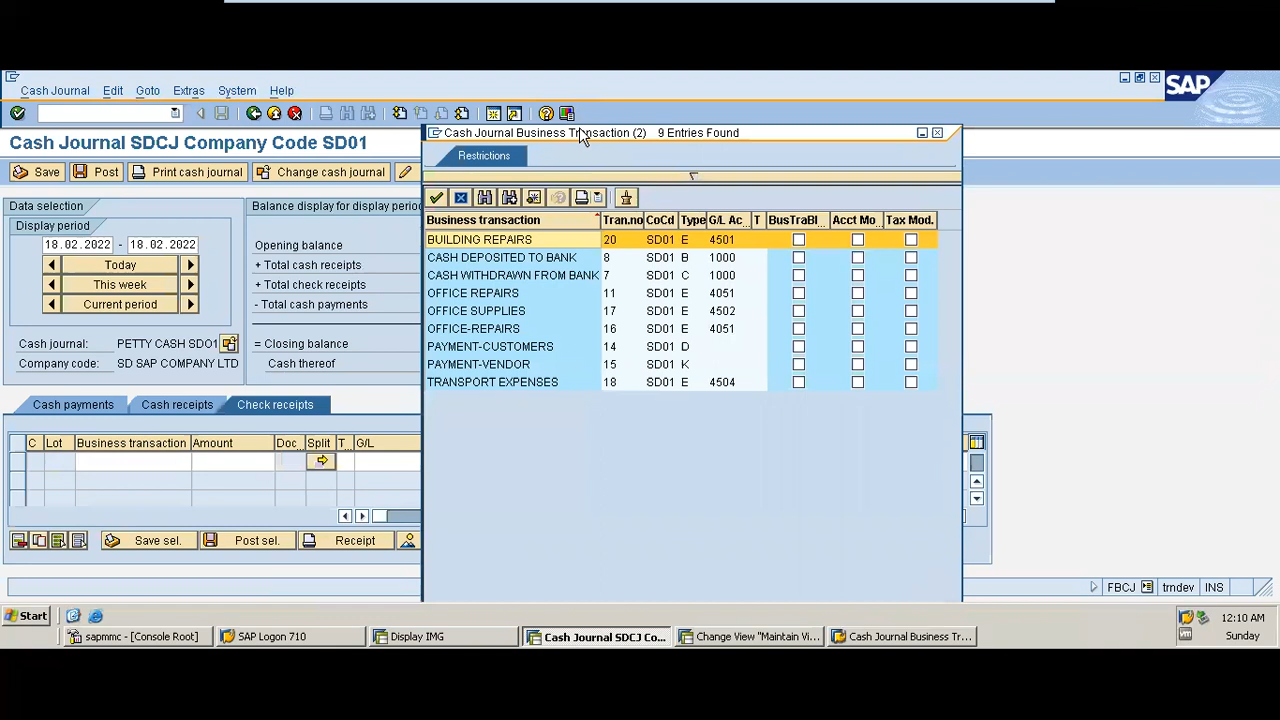 Cash Journal Edit Goto Extras System Help
SAP
Cash Journal SDCJ Company Code SD01
Save Post Print cash journal Change cash journal
Data selection
Display period
18.02.2022 - 18.02.2022
Today
This week
Current period
Cash journal: PETTY CASH SD01
Company code: SD SAP COMPANY LTD
Balance display for display perio
Opening balance
+ Total cash receipts
+ Total check receipts
- Total cash payments
= Closing balance
Cash thereof
Cash payments Cash receipts Check receipts
C Lot Business transaction Amount Doc... Split T... G/L
Save sel. Post sel. Receipt
Cash Journal Business Transaction (2) 9 Entries Found
Restrictions
Business transaction Tran.no CoCd Type G/L Ac... T BusTraBl... Acct Mo... Tax Mod.
BUILDING REPAIRS 20 SD01 E 4501
CASH DEPOSITED TO BANK 8 SD01 B 1000
CASH WITHDRAWN FROM BANK 7 SD01 C 1000
OFFICE REPAIRS 11 SD01 E 4051
OFFICE SUPPLIES 17 SD01 E 4502
OFFICE-REPAIRS 16 SD01 E 4051
PAYMENT-CUSTOMERS 14 SD01 D
PAYMENT-VENDOR 15 SD01 K
TRANSPORT EXPENSES 18 SD01 E 4504
FBCJ trndev INS
Start 12:10 AM
sapmmc - [Console Root] SAP Logon 710 Display IMG Cash Journal SDCJ Co... Change View "Maintain Vi... Cash Journal Business Tr... Sunday